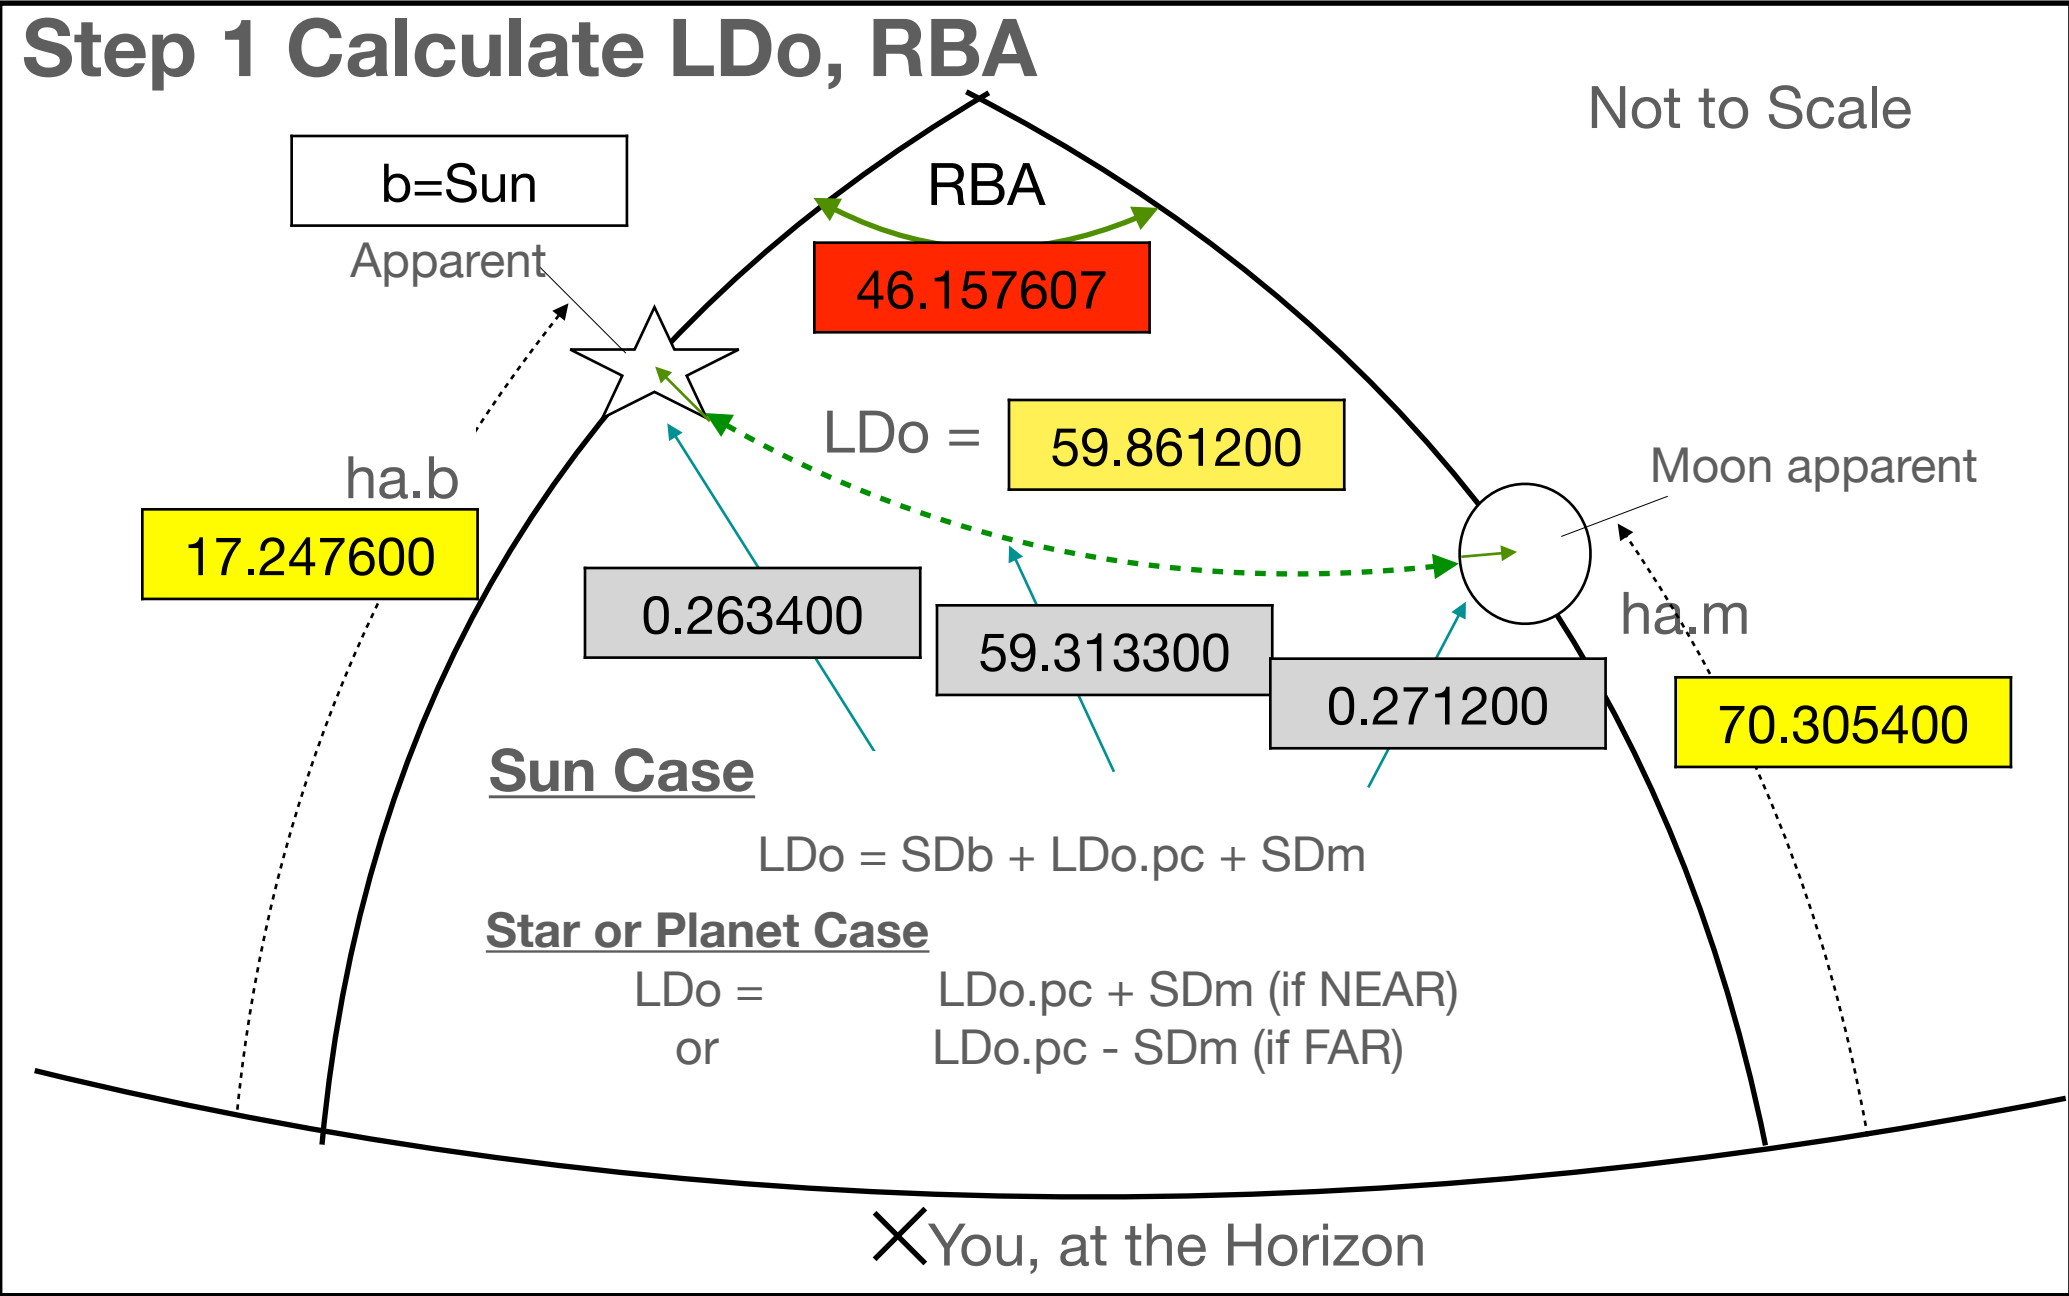 Step 1 Calculate LDo, RBA
Not to Scale
b=Sun
RBA
Apparent
46.157607
LDo =
59.861200
Moon apparent
ha.b
17.247600
0.263400
59.313300
ha.m
0.271200
70.305400
Sun Case
LDo = SDb + LDo.pc + SDm
Star or Planet Case
LDo = LDo.pc + SDm (if NEAR)
or LDo.pc - SDm (if FAR)
You, at the Horizon